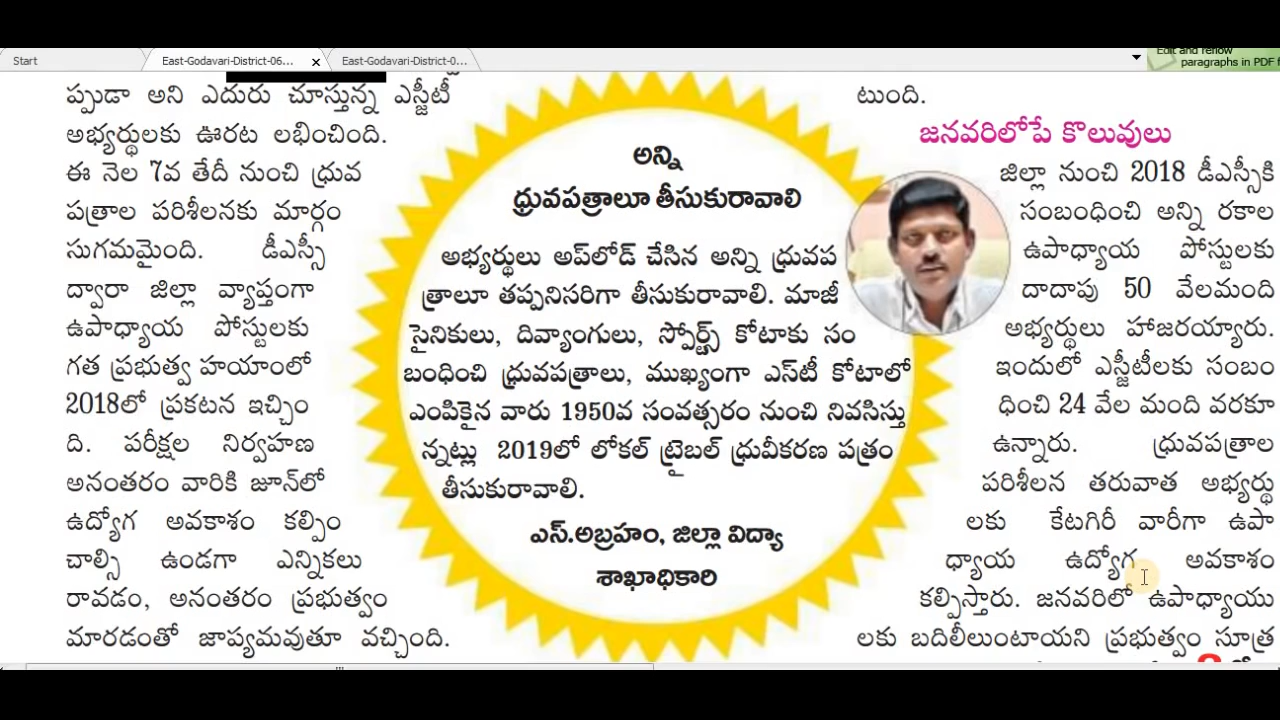 Start
East-Godavari-District-06...
East-Godavari-District-0...
Edit and reflow
paragraphs in PDF f
ప్పుడా అని ఎదురు చూస్తున్న ఎస్జీటీ
అభ్యర్థులకు ఊరట లభించింది.
ఈ నెల 7వ తేదీ నుంచి ధ్రువ
పత్రాల పరిశీలనకు మార్గం
సుగమమైంది. డీఎస్సీ
ద్వారా జిల్లా వ్యాప్తంగా
ఉపాధ్యాయ పోస్టులకు
గత ప్రభుత్వ హయాంలో
2018లో ప్రకటన ఇచ్చిం
ది. పరీక్షల నిర్వహణ
అనంతరం వారికి జూన్‌లో
ఉద్యోగ అవకాశం కల్పిం
చాల్సి ఉండగా ఎన్నికలు
రావడం, అనంతరం ప్రభుత్వం
మారడంతో జాప్యమవుతూ వచ్చింది.
అన్ని
ధ్రువపత్రాలూ తీసుకురావాలి
అభ్యర్థులు అప్‌లోడ్ చేసిన అన్ని ధ్రువప
త్రాలూ తప్పనిసరిగా తీసుకురావాలి. మాజీ
సైనికులు, దివ్యాంగులు, స్పోర్ట్స్ కోటాకు సం
బంధించి ధ్రువపత్రాలు, ముఖ్యంగా ఎస్‌టీ కోటాలో
ఎంపికైన వారు 1950వ సంవత్సరం నుంచి నివసిస్తు
న్నట్లు 2019లో లోకల్ ట్రైబల్ ధ్రువీకరణ పత్రం
తీసుకురావాలి.
ఎస్.అబ్రహం, జిల్లా విద్యా
శాఖాధికారి
టుంది.
జనవరిలోపే కొలువులు
జిల్లా నుంచి 2018 డీఎస్సీకి
సంబంధించి అన్ని రకాల
ఉపాధ్యాయ పోస్టులకు
దాదాపు 50 వేలమంది
అభ్యర్థులు హాజరయ్యారు.
ఇందులో ఎస్జీటీలకు సంబం
ధించి 24 వేల మంది వరకూ
ఉన్నారు. ధ్రువపత్రాల
పరిశీలన తరువాత అభ్యర్థు
లకు కేటగిరీ వారీగా ఉపా
ధ్యాయ ఉద్యోగ అవకాశం
కల్పిస్తారు. జనవరిలో ఉపాధ్యాయు
లకు బదిలీలుంటాయని ప్రభుత్వం సూత్ర